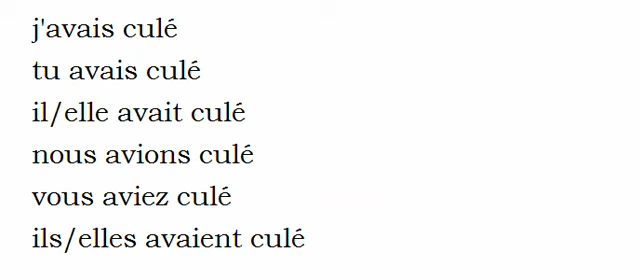 j'avais culé
tu avais culé
il/elle avait culé
nous avions culé
vous aviez culé
ils/elles avaient culé